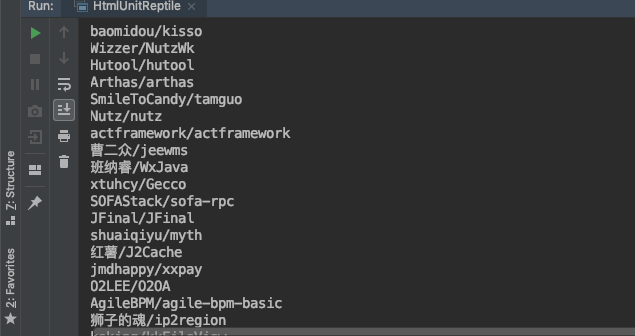 Run: HtmlUnitReptile
baomidou/kisso
Wizzer/NutzWk
Hutool/hutool
Arthas/arthas
SmileToCandy/tamguo
Nutz/nutz
actframework/actframework
曹二众/jeewms
班纳睿/WxJava
xtuhcy/Gecco
SOFAStack/sofa-rpc
JFinal/JFinal
shuaiqiyu/myth
红薯/J2Cache
jmdhappy/xxpay
O2LEE/O2OA
AgileBPM/agile-bpm-basic
狮子的魂/ip2region
Z: Structure
2: Favorites